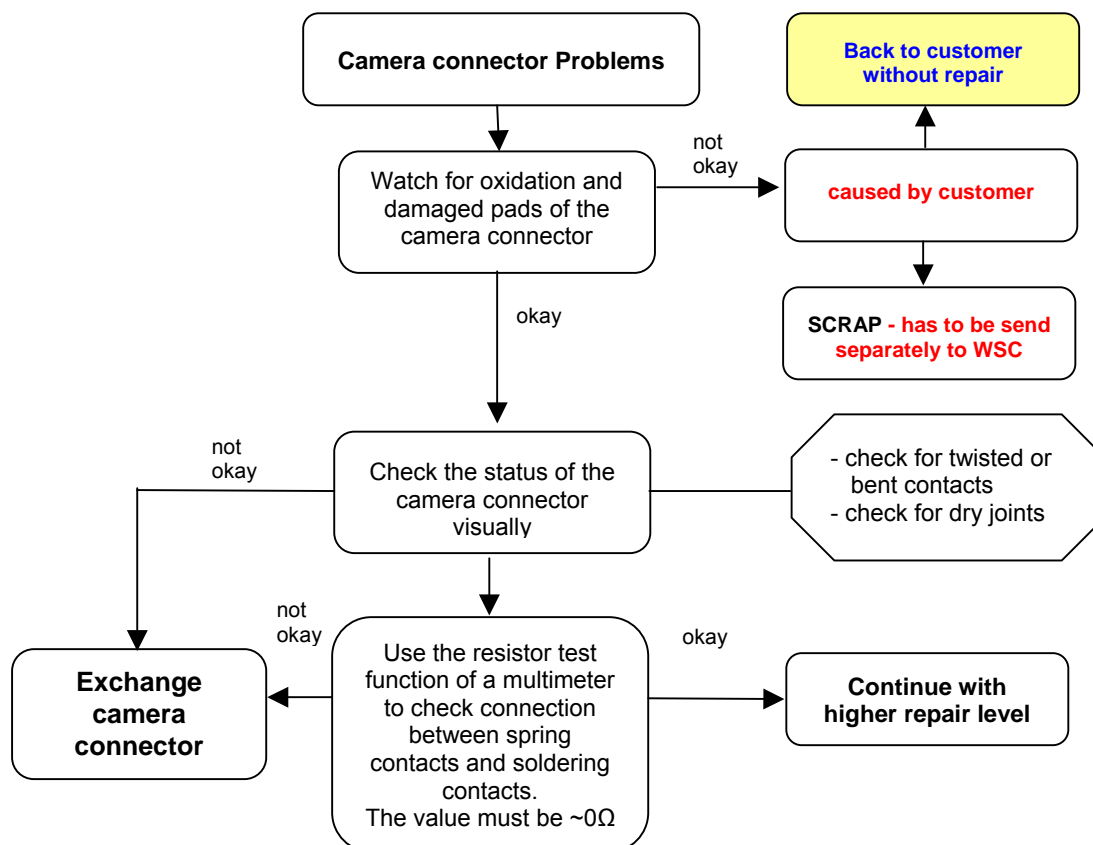 Camera connector Problems
Back to customer
without repair
not
okay
Watch for oxidation and
damaged pads of the
camera connector
caused by customer
okay
SCRAP - has to be send
separately to WSC
not
okay
Check the status of the
camera connector
visually
- check for twisted or
bent contacts
- check for dry joints
not
okay
okay
Use the resistor test
function of a multimeter
to check connection
between spring
contacts and soldering
contacts.
The value must be ~0Ω
Exchange
camera
connector
Continue with
higher repair level